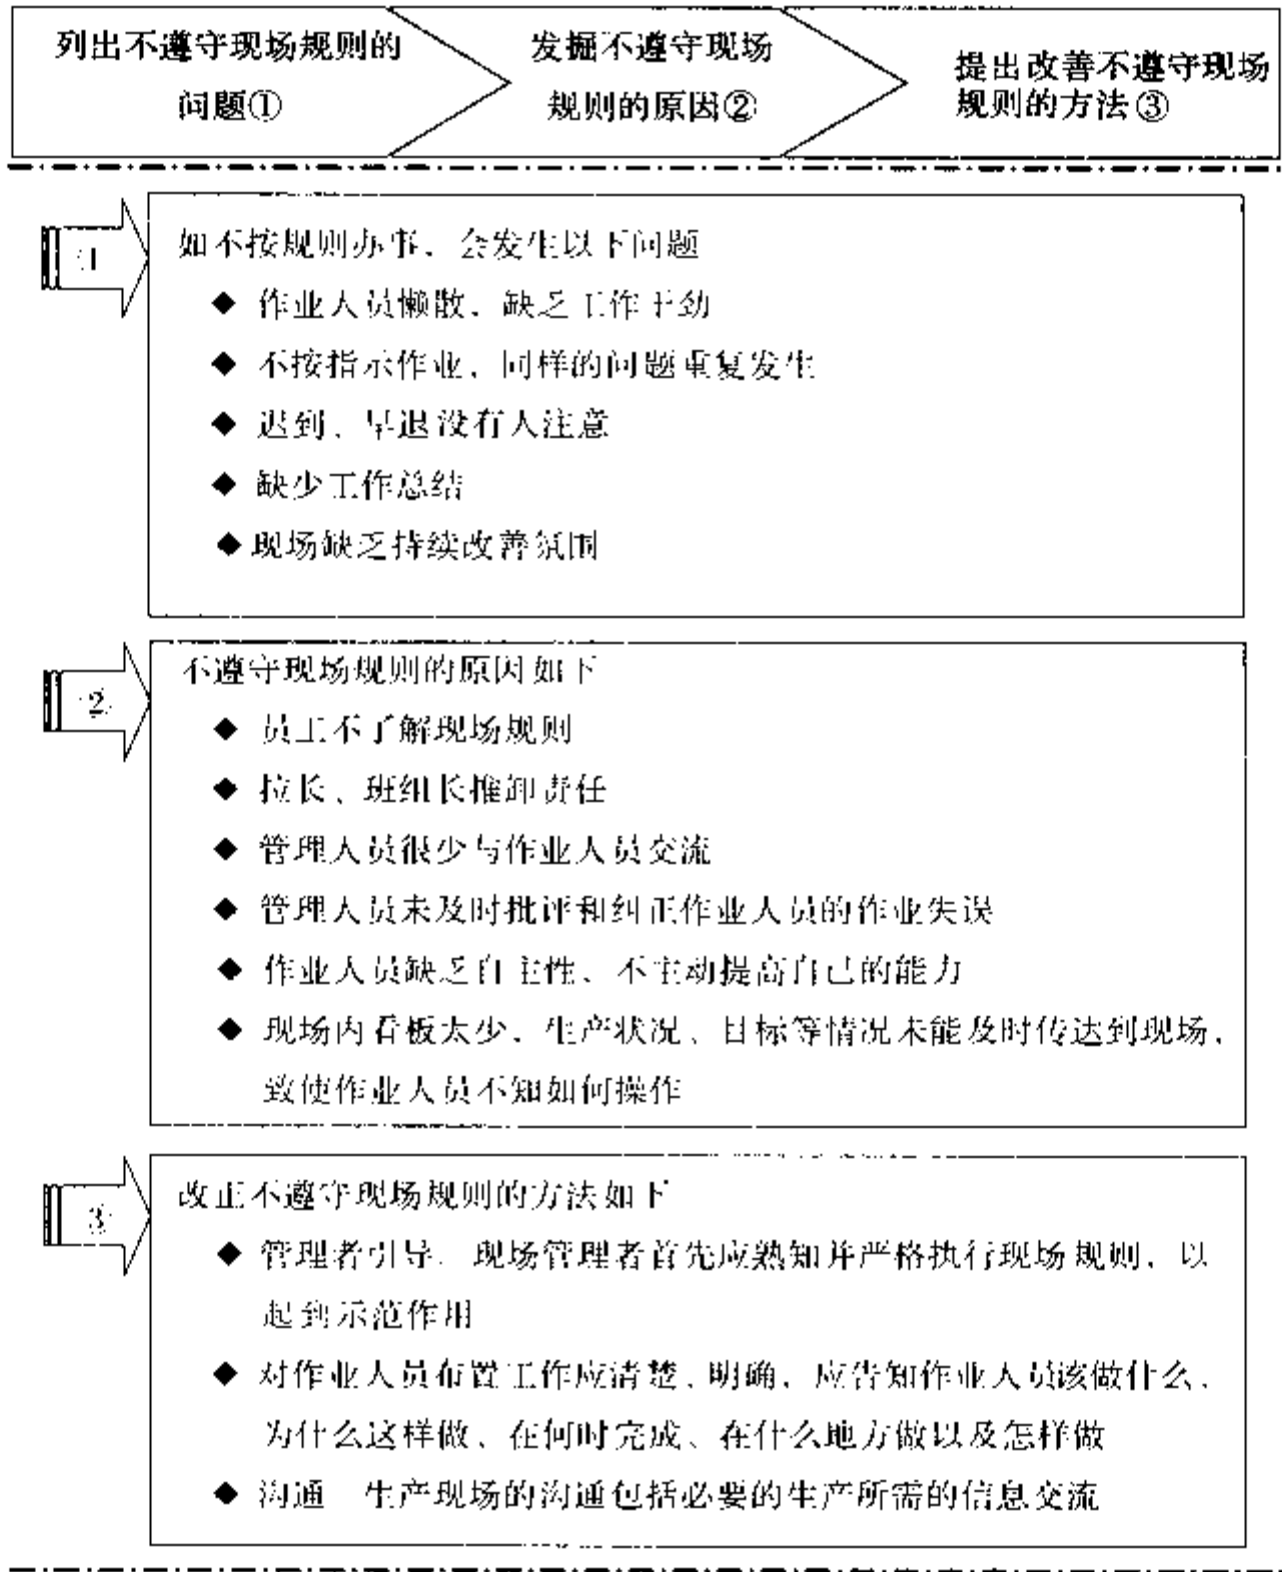 列出不遵守现场规则的
问题①
发掘不遵守现场
规则的原因②
提出改善不遵守现场
规则的方法③
1
如不按规则办事，会发生以下问题
◆ 作业人员懒散、缺乏工作干劲
◆ 不按指示作业，同样的问题重复发生
◆ 迟到、早退没有人注意
◆ 缺少工作总结
◆ 现场缺乏持续改善氛围
2
不遵守现场规则的原因如下
◆ 员工不了解现场规则
◆ 拉长、班组长推卸责任
◆ 管理人员很少与作业人员交流
◆ 管理人员未及时批评和纠正作业人员的作业失误
◆ 作业人员缺乏自主性、不主动提高自己的能力
◆ 现场内看板太少，生产状况、目标等情况未能及时传达到现场，
致使作业人员不知如何操作
3
改正不遵守现场规则的方法如下
◆ 管理者引导。现场管理者首先应熟知并严格执行现场规则，以
起到示范作用
◆ 对作业人员布置工作应清楚、明确，应告知作业人员该做什么、
为什么这样做、在何时完成、在什么地方做以及怎样做
◆ 沟通 生产现场的沟通包括必要的生产所需的信息交流